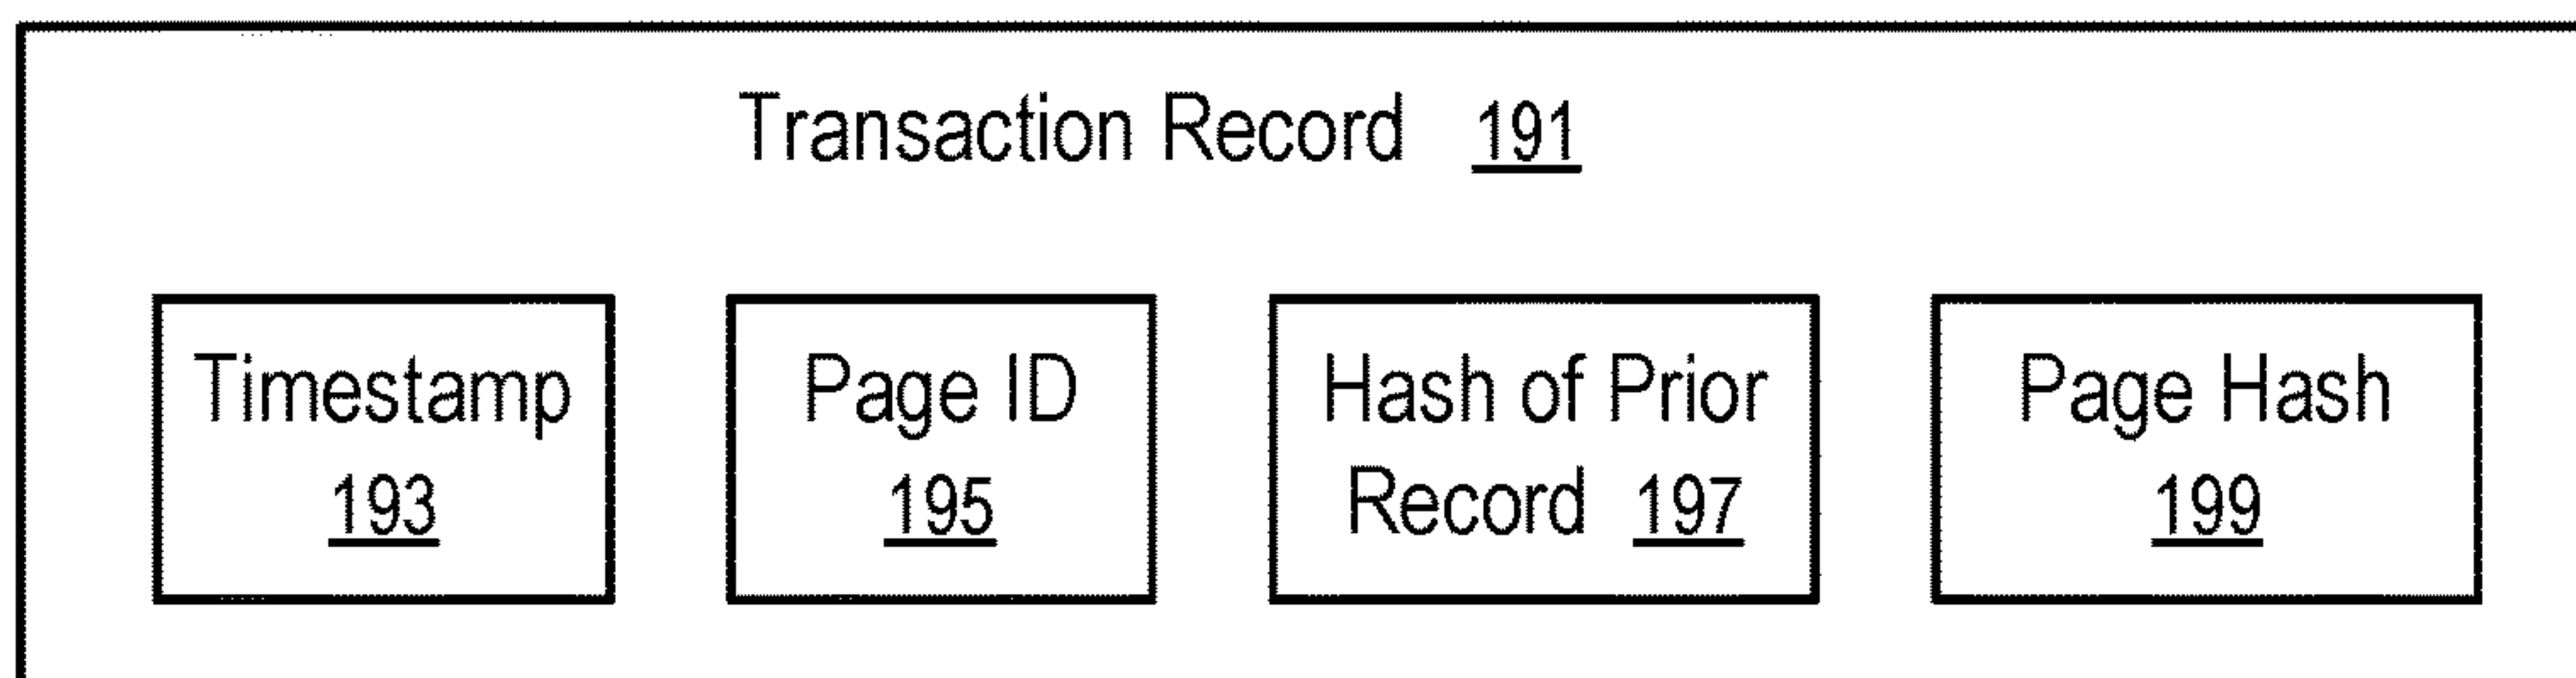 Transaction Record 191
Timestamp
193
Page ID
195
Hash of Prior
Record 197
Page Hash
199